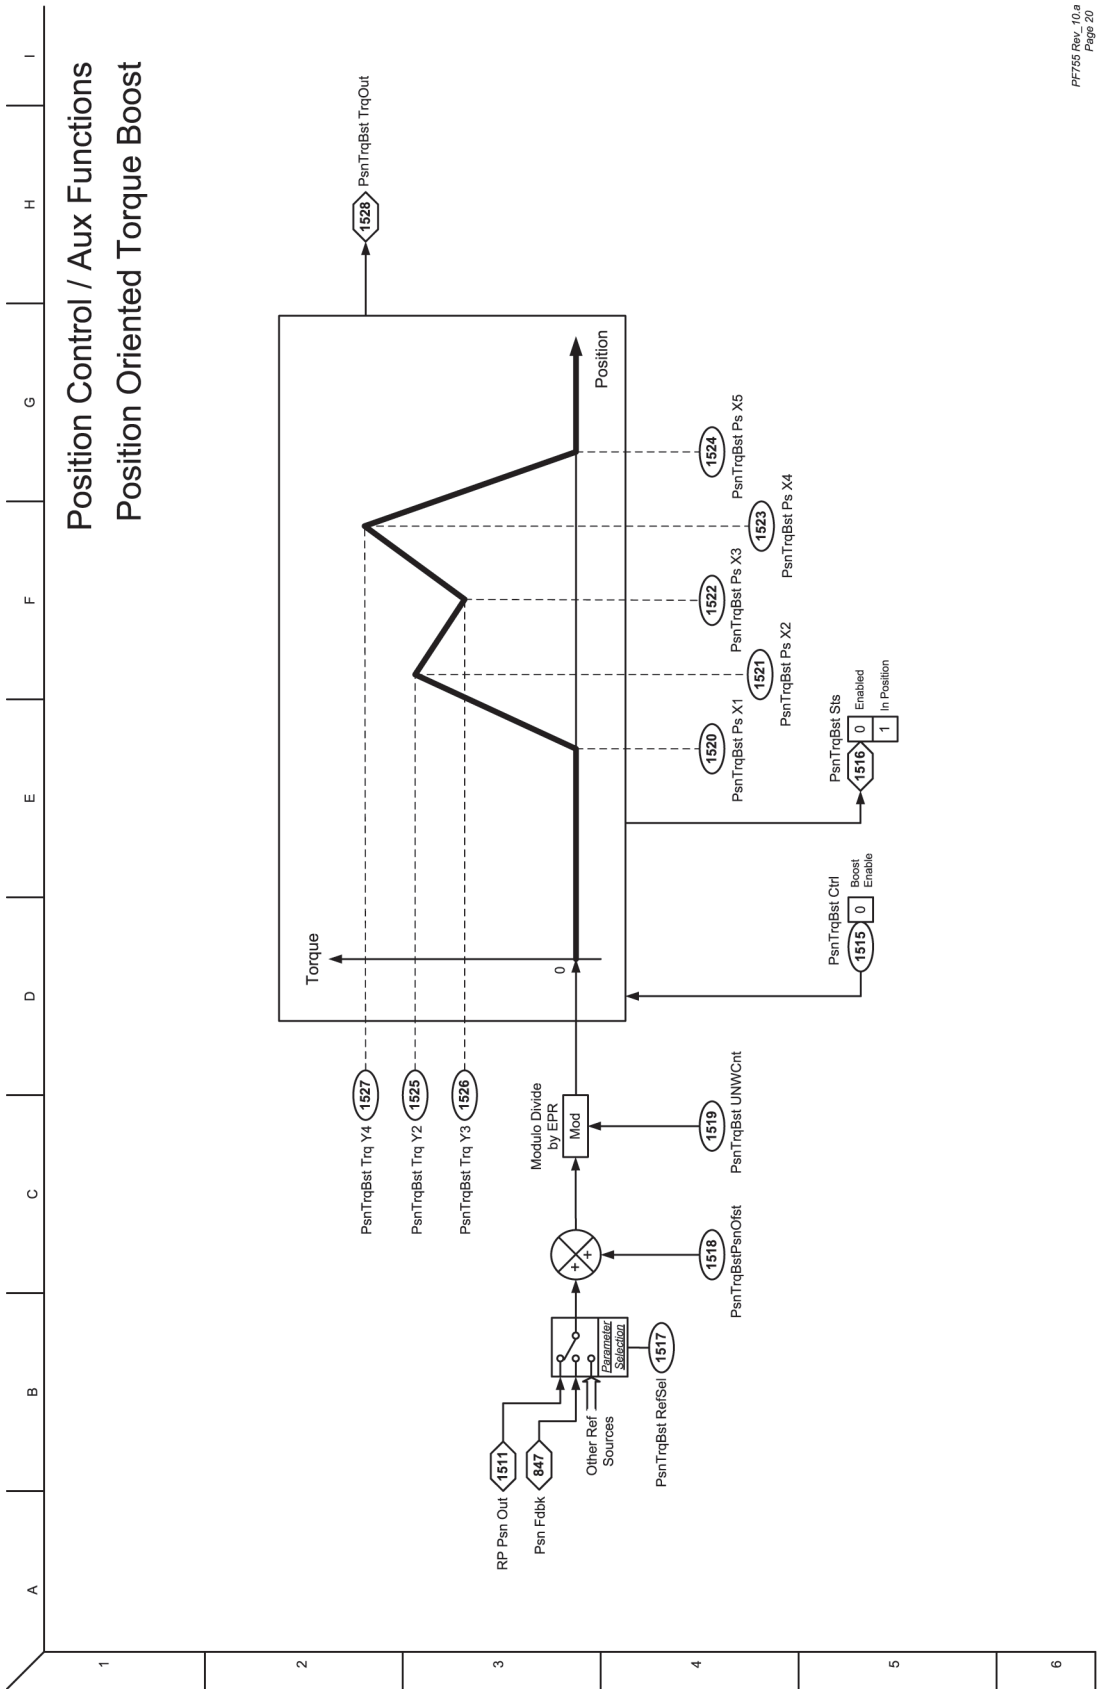 A
B
C
D
E
F
G
H
I
1
2
3
4
5
6
Position Control / Aux Functions
Position Oriented Torque Boost
RP Psn Out
1511
Psn Fdbk
847
Other Ref
Sources
Parameter
Selection
1517
PsnTrqBst RefSel
+
+
1518
PsnTrqBstPsnOfst
Modulo Divide
by EPR
Mod
1519
PsnTrqBst UNWCnt
PsnTrqBst Trq Y4
1527
PsnTrqBst Trq Y2
1525
PsnTrqBst Trq Y3
1526
Torque
0
Position
1528
PsnTrqBst TrqOut
1520
PsnTrqBst Ps X1
1521
PsnTrqBst Ps X2
1522
PsnTrqBst Ps X3
1523
PsnTrqBst Ps X4
1524
PsnTrqBst Ps X5
PsnTrqBst Ctrl
1515
0
Boost
Enable
PsnTrqBst Sts
1516
0
Enabled
1
In Position
PF755 Rev_10.a
Page 20